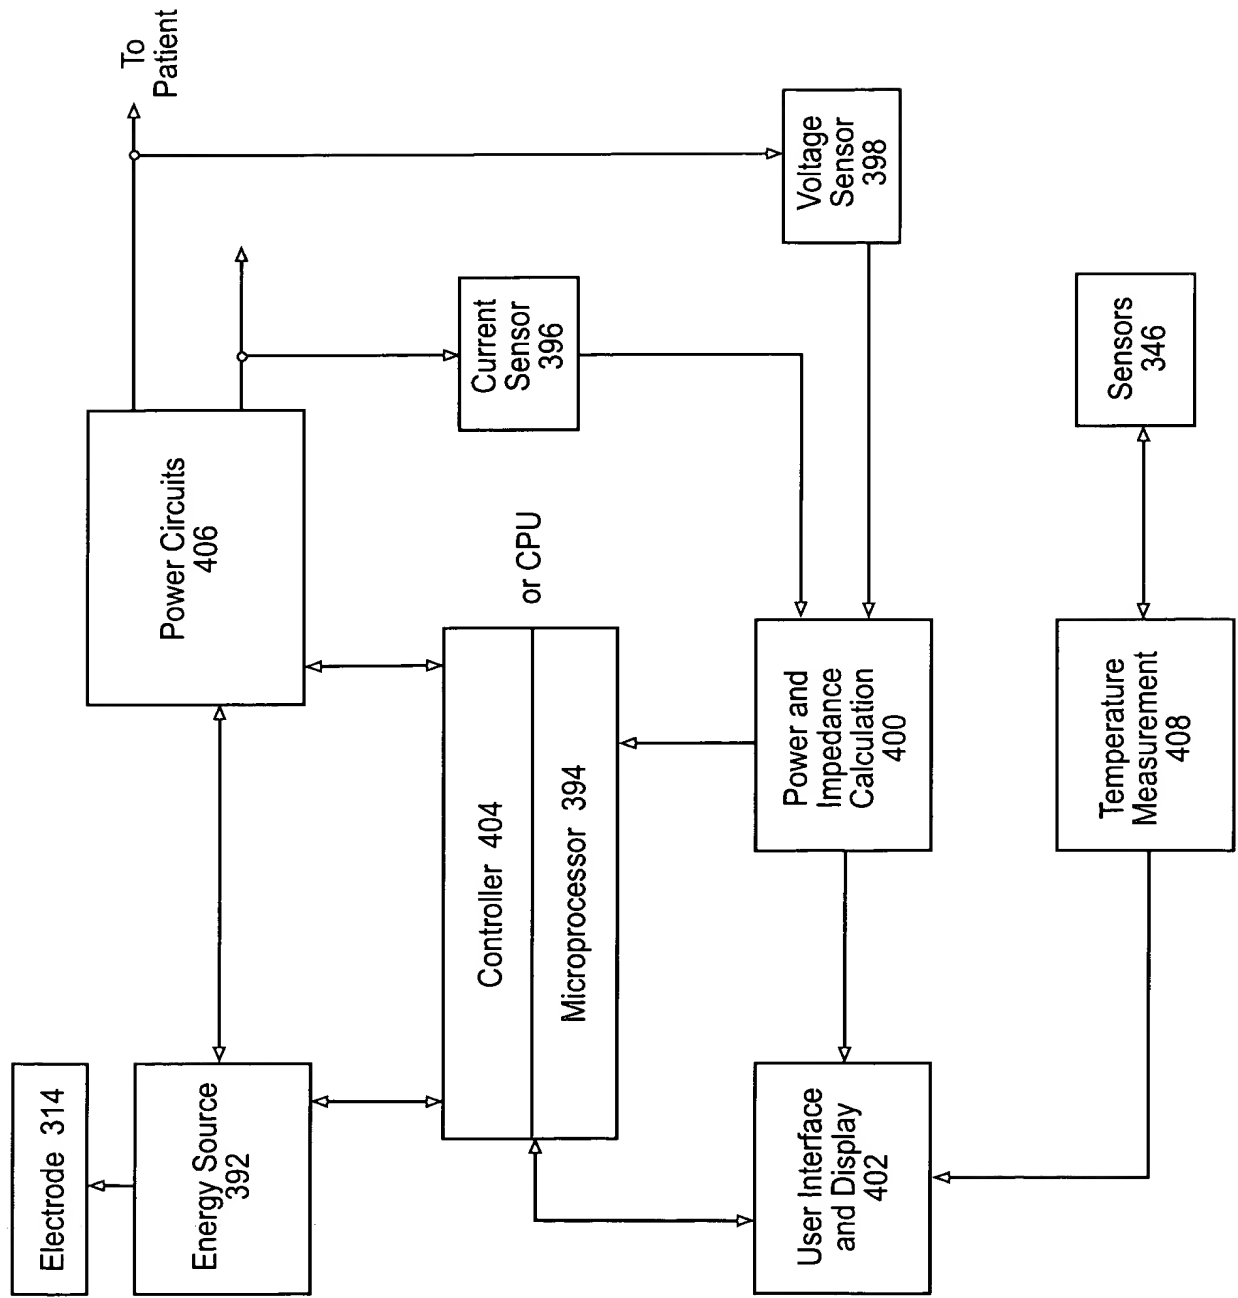 Electrode 314
Energy Source
392
Power Circuits
406
To
Patient
Controller 404
Microprocessor 394
or CPU
Current
Sensor
396
Voltage
Sensor
398
User Interface
and Display
402
Power and
Impedance
Calculation
400
Temperature
Measurement
408
Sensors
346